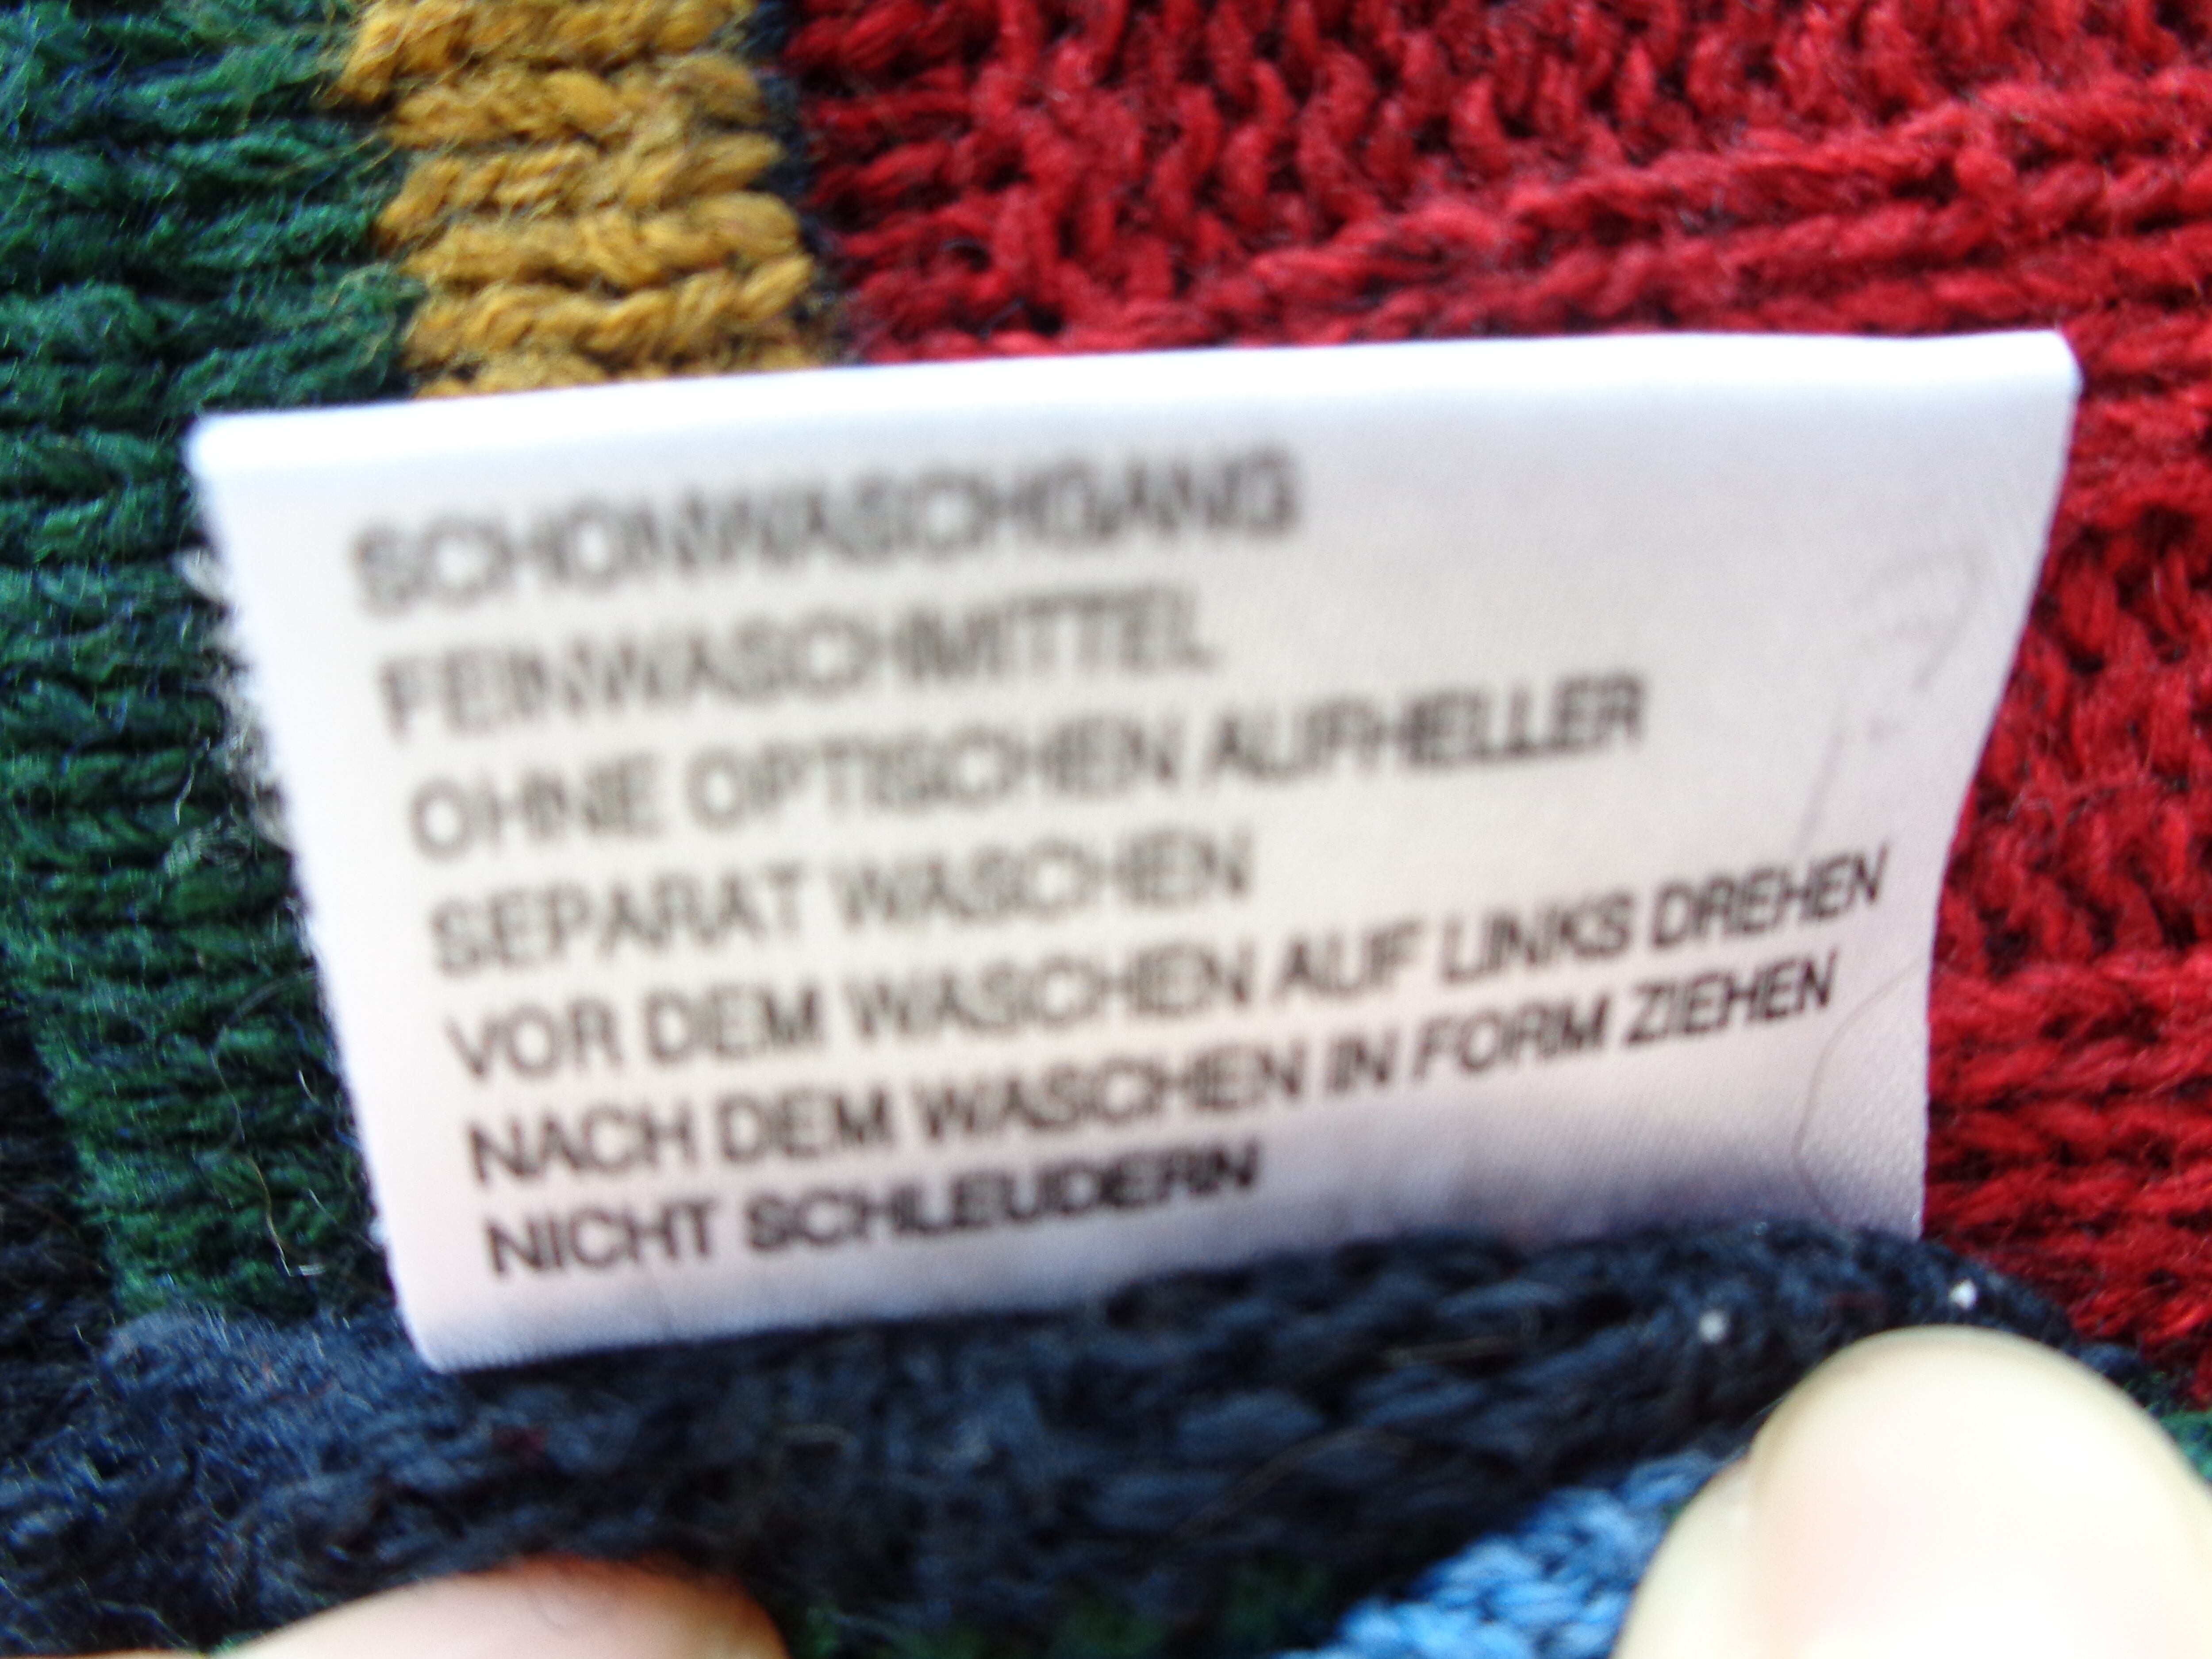 SCHONWASCHGANG
FEINWASCHMITTEL
OHNE OPTISCHEN AUFHELLER
SEPARAT WASCHEN
VOR DEM WASCHEN AUF LINKS DREHEN
NACH DEM WASCHEN IN FORM ZIEHEN
NICHT SCHLEUDERN